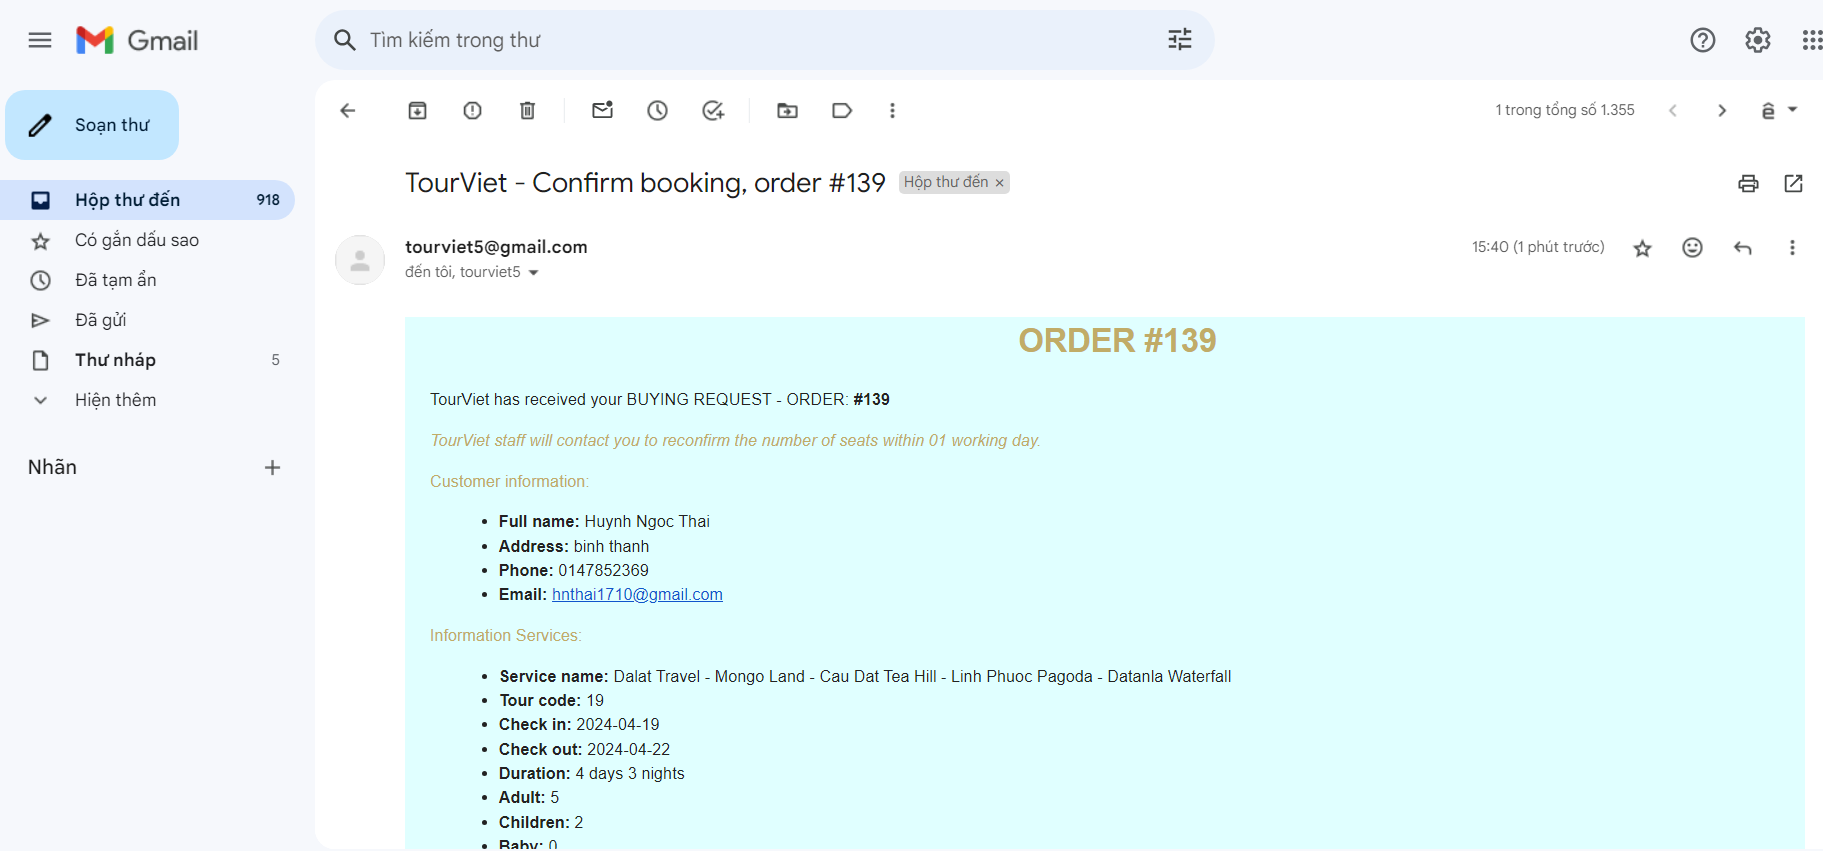 Gmail
Tìm kiếm trong thư
Soạn thư
1 trong tổng số 1.355
ê
Hộp thư đến 918
Có gắn dấu sao
Đã tạm ẩn
Đã gửi
Thư nháp 5
Hiện thêm
Nhãn
TourViet - Confirm booking, order #139
Hộp thư đến ×
tourviet5@gmail.com
đến tôi, tourviet5
15:40 (1 phút trước)
ORDER #139
TourViet has received your BUYING REQUEST - ORDER: #139
TourViet staff will contact you to reconfirm the number of seats within 01 working day.
Customer information:
• Full name: Huynh Ngoc Thai
• Address: binh thanh
• Phone: 0147852369
• Email: hnthai1710@gmail.com
Information Services:
• Service name: Dalat Travel - Mongo Land - Cau Dat Tea Hill - Linh Phuoc Pagoda - Datanla Waterfall
• Tour code: 19
• Check in: 2024-04-19
• Check out: 2024-04-22
• Duration: 4 days 3 nights
• Adult: 5
• Children: 2
• Baby: 0